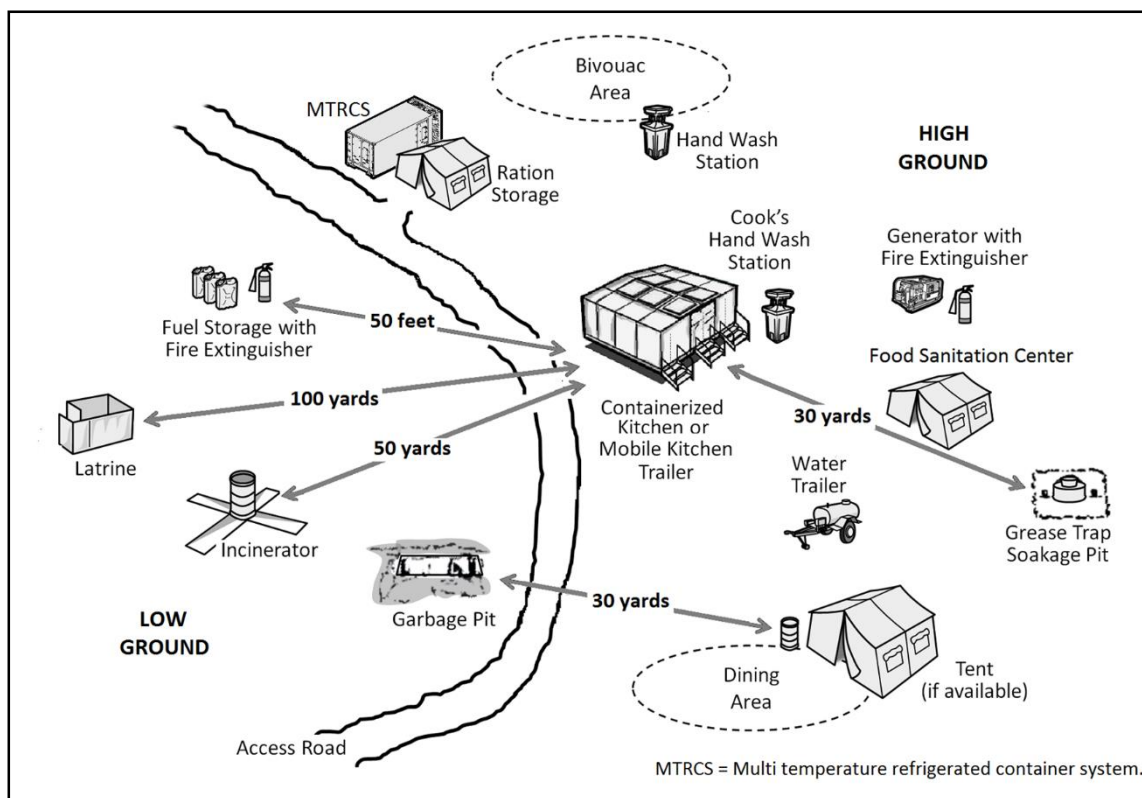 Bivouac
Area
MTRCS
Hand Wash
Station
HIGH
GROUND
Ration
Storage
Cook's
Hand Wash
Station
Generator with
Fire Extinguisher
50 feet
Fuel Storage with
Fire Extinguisher
Food Sanitation Center
100 yards
30 yards
Containerized
Kitchen or
Mobile Kitchen
Trailer
50 yards
Latrine
Water
Trailer
Incinerator
Grease Trap
Soakage Pit
30 yards
Garbage Pit
LOW
GROUND
Dining
Area
Tent
(if available)
Access Road
MTRCS = Multi temperature refrigerated container system.